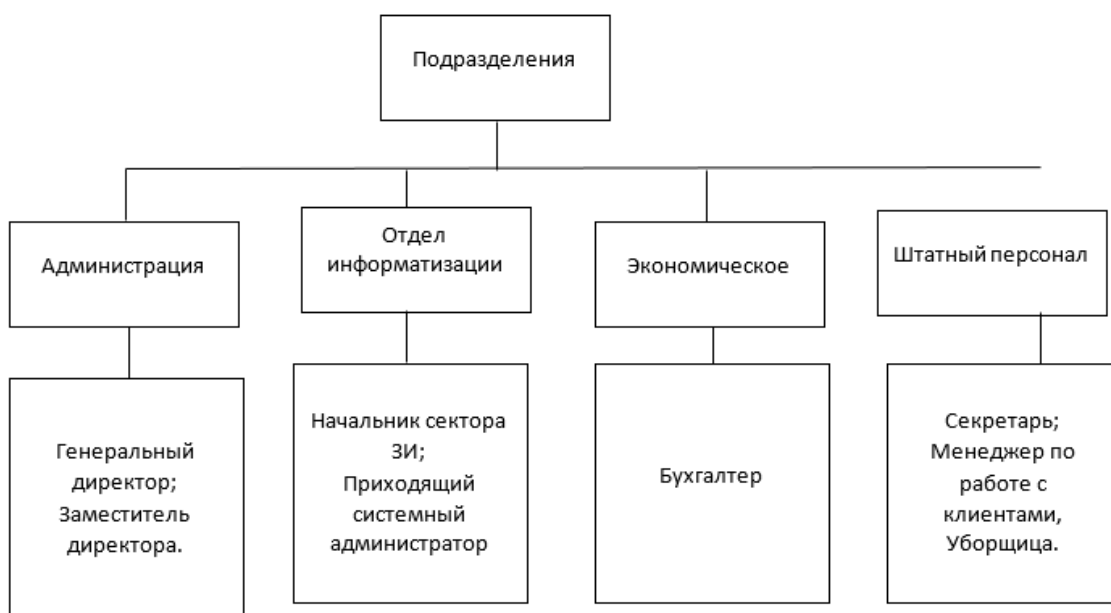 Подразделения
Администрация
Отдел
информатизации
Экономическое
Штатный персонал
Генеральный
директор;
Заместитель
директора.
Начальник сектора
ЗИ;
Приходящий
системный
администратор
Бухгалтер
Секретарь;
Менеджер по
работе с
клиентами,
Уборщица.